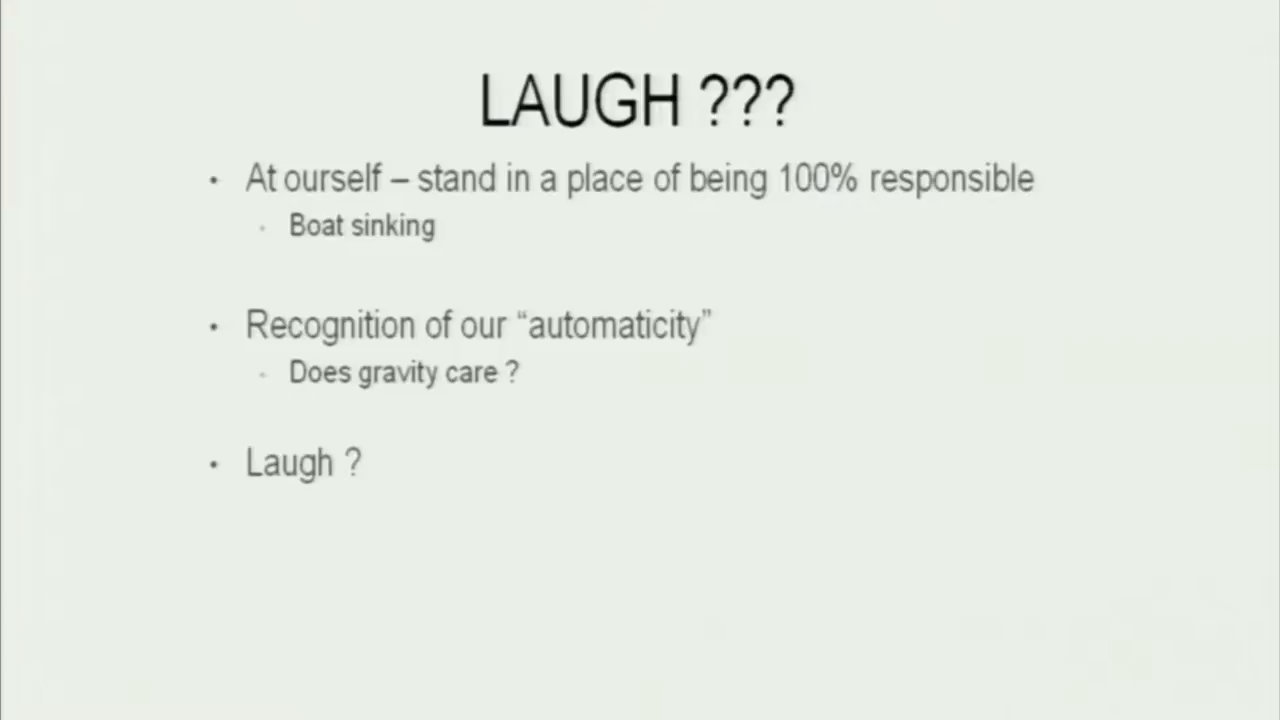 LAUGH ???
• At ourself – stand in a place of being 100% responsible
• Boat sinking
• Recognition of our “automaticity”
• Does gravity care ?
• Laugh ?